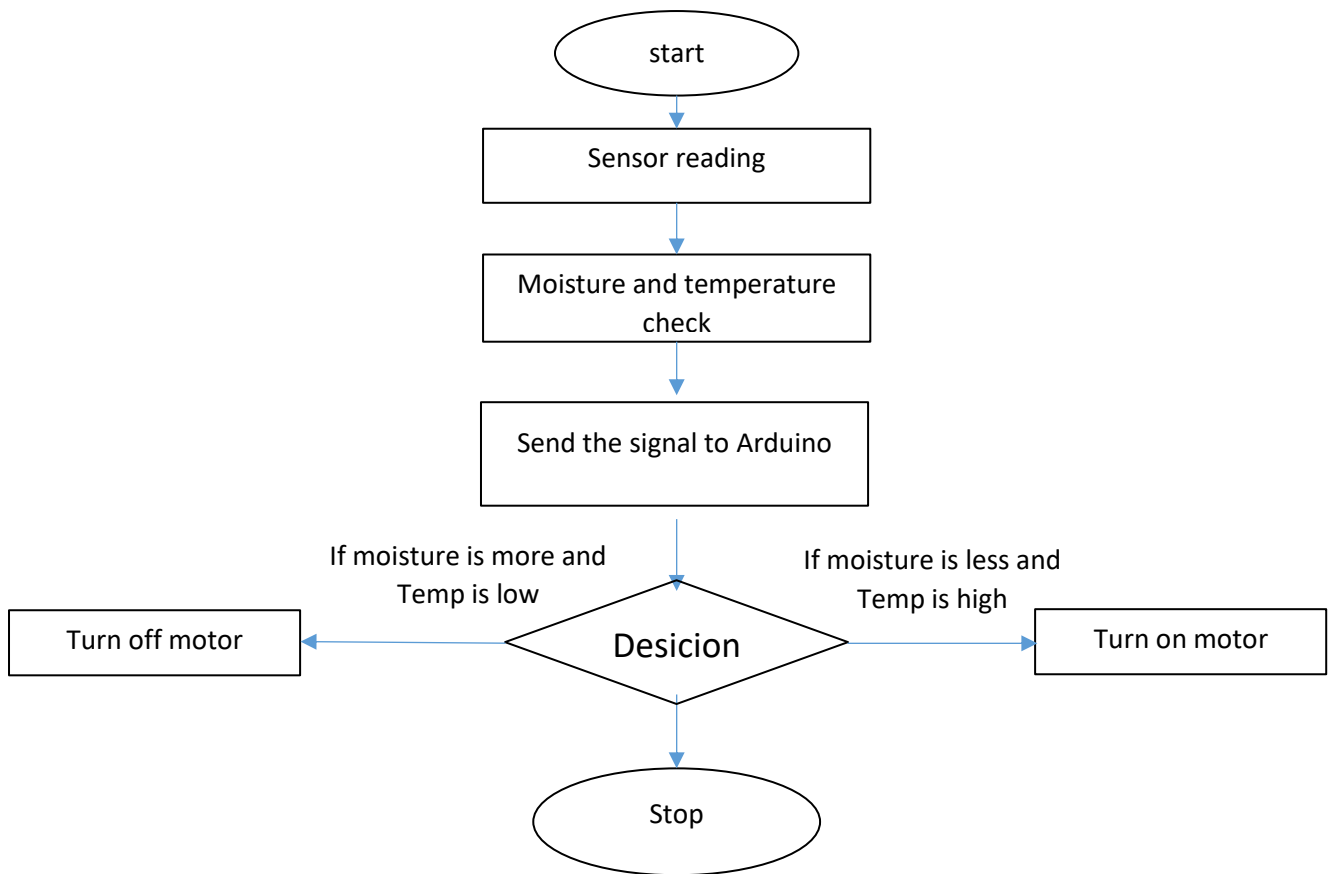 start
Sensor reading
Moisture and temperature
check
Send the signal to Arduino
If moisture is more and
Temp is low
If moisture is less and
Temp is high
Turn off motor
Desicion
Turn on motor
Stop